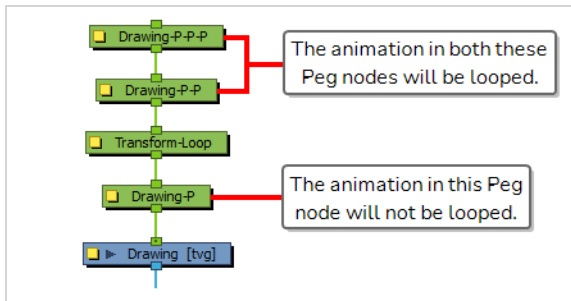 Drawing-P-P-P
The animation in both these
Peg nodes will be looped.
Drawing-P-P
Transform-Loop
Drawing-P
The animation in this Peg
node will not be looped.
Drawing [tvg]